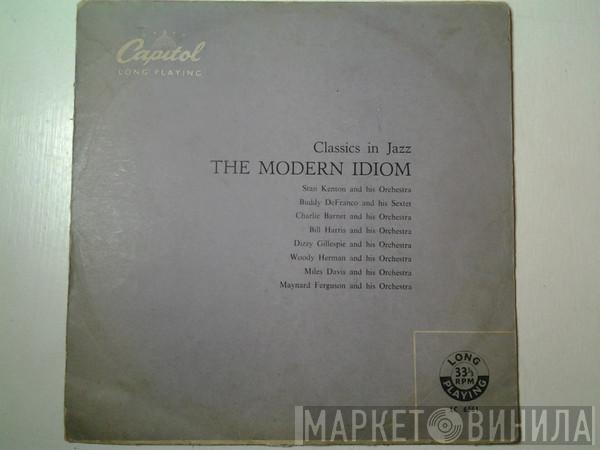 Capitol
LONG PLAYING
Classics in Jazz
THE MODERN IDIOM
Stan Kenton and his Orchestra
Buddy DeFranco and his Sextet
Charlie Barnet and his Orchestra
Bill Harris and his Orchestra
Dizzy Gillespie and his Orchestra
Woody Herman and his Orchestra
Miles Davis and his Orchestra
Maynard Ferguson and his Orchestra
LONG
33⅓
RPM
PLAYING
МАРКЕТ ВИНИЛА